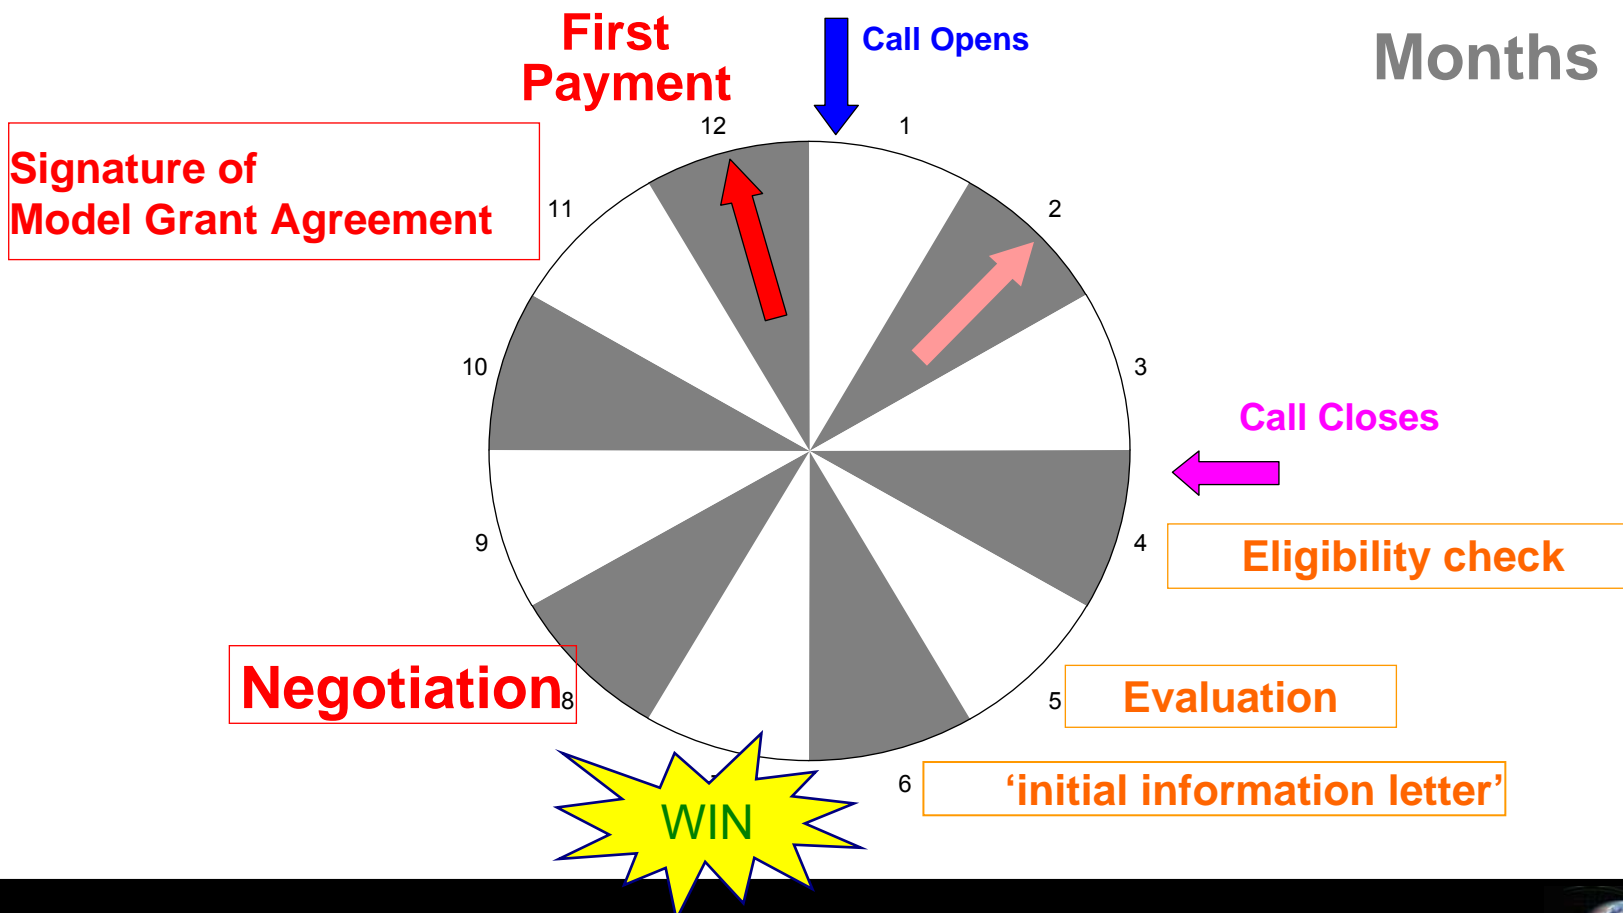 First
Payment
Call Opens
Months
12
1
Signature of
Model Grant Agreement
11
2
10
3
Call Closes
9
4
Eligibility check
Negotiation
8
5
Evaluation
6
‘initial information letter’
WIN